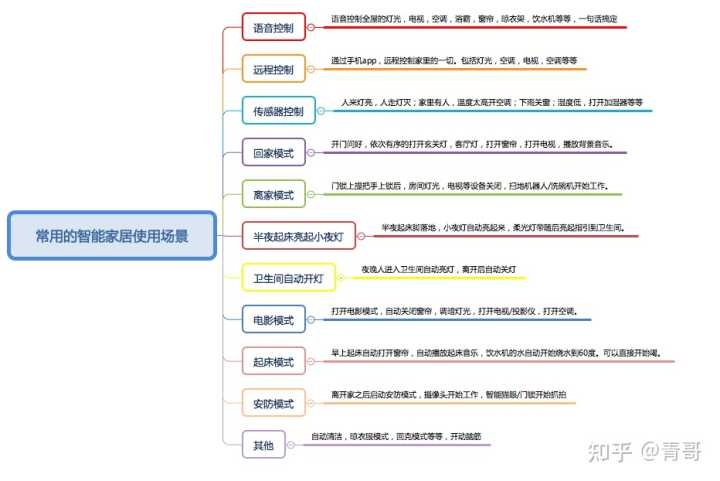 语音控制
语音控制全屋的灯光，电视，空调，浴霸，窗帘，晾衣架，饮水机等等，一句话搞定
远程控制
通过手机app，远程控制家里的一切。包括灯光，空调，电视，空调等等
传感器控制
人来灯亮，人走灯灭；家里有人，温度太高开空调；下雨关窗；湿度低，打开加湿器等等
回家模式
开门问好，依次有序的打开玄关灯，客厅灯，打开窗帘，打开电视，播放背景音乐。
离家模式
门锁上提把手上锁后，房间灯光，电视等设备关闭，扫地机器人/洗碗机开始工作。
常用的智能家居使用场景
半夜起床亮起小夜灯
半夜起床脚落地，小夜灯自动亮起来，柔光灯带随后亮起指引到卫生间。
卫生间自动开灯
夜晚人进入卫生间自动亮灯，离开后自动关灯
电影模式
打开电影模式，自动关闭窗帘，调暗灯光，打开电视/投影仪，打开空调。
起床模式
早上起床自动打开窗帘，自动播放起床音乐，饮水机的水自动开始烧水到60度。可以直接开始喝。
安防模式
离开家之后启动安防模式，摄像头开始工作，智能猫眼/门锁开始抓拍
其他
自动清洁，晾衣服模式，回克模式等等，开动脑筋
知乎 @青哥